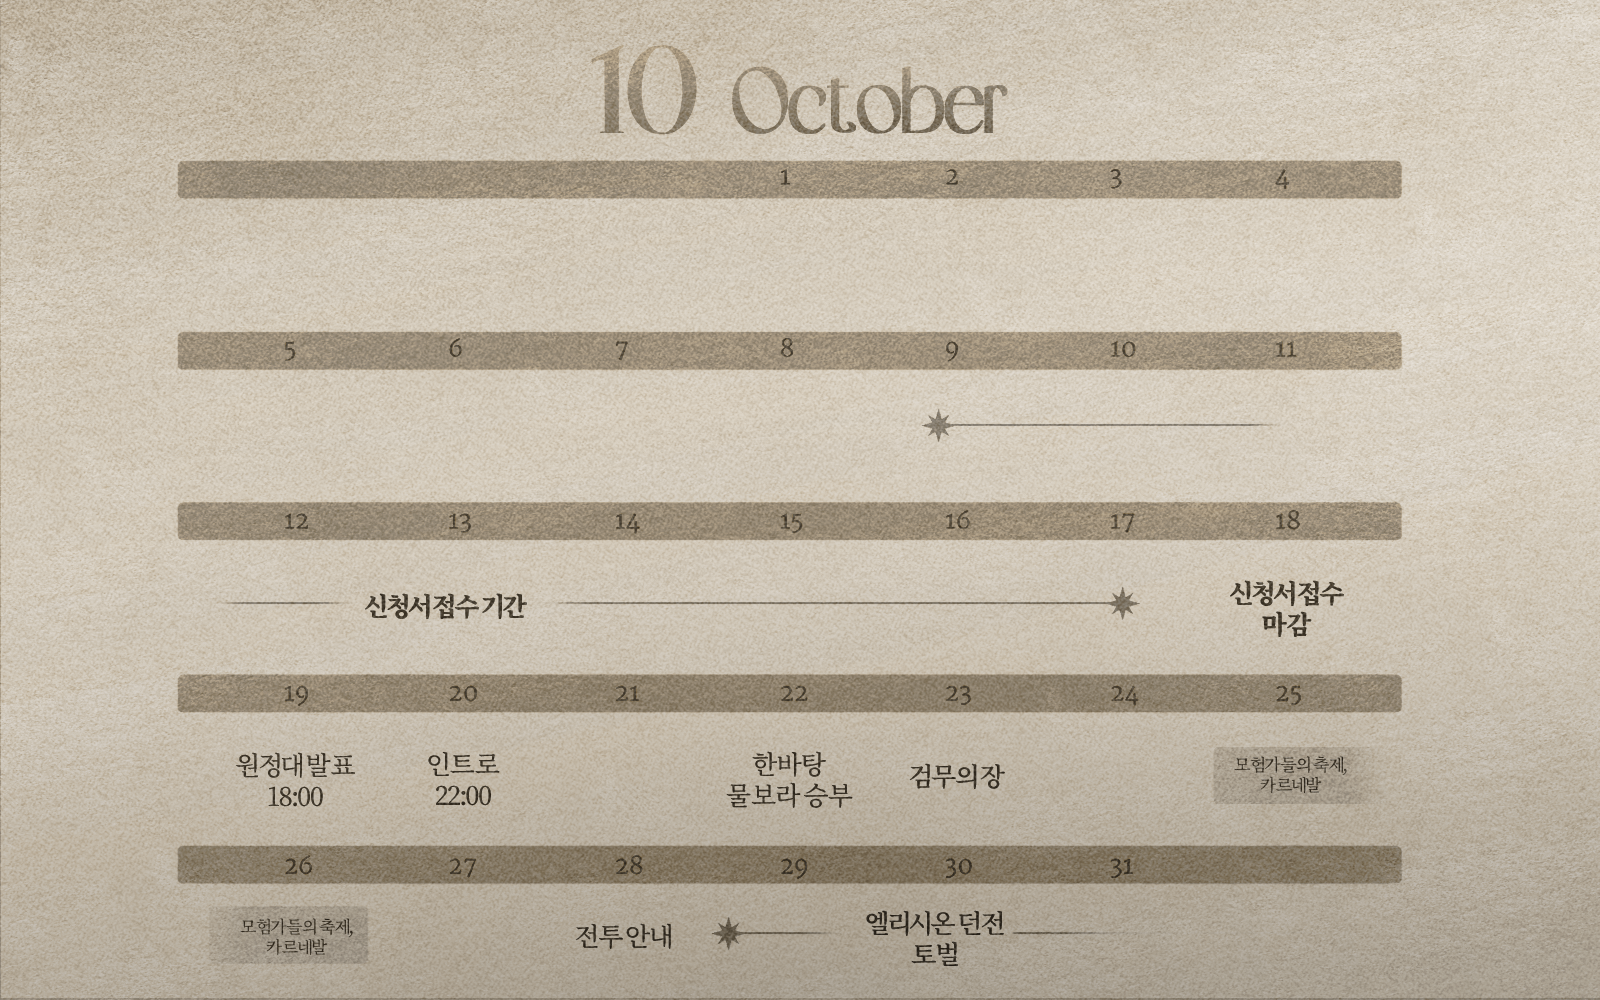 10 October
1 2 3 4
5 6 7 8 9 10 11
12 13 14 15 16 17 18
신청서 접수 기간
신청서 접수
마감
19 20 21 22 23 24 25
원정대 발표
18:00
인트로
22:00
한바탕
물보라 승부
검무의 장
모험가들의 축제,
카르네발
26 27 28 29 30 31
모험가들의 축제,
카르네발
전투 안내
엘리시온 던전
토벌